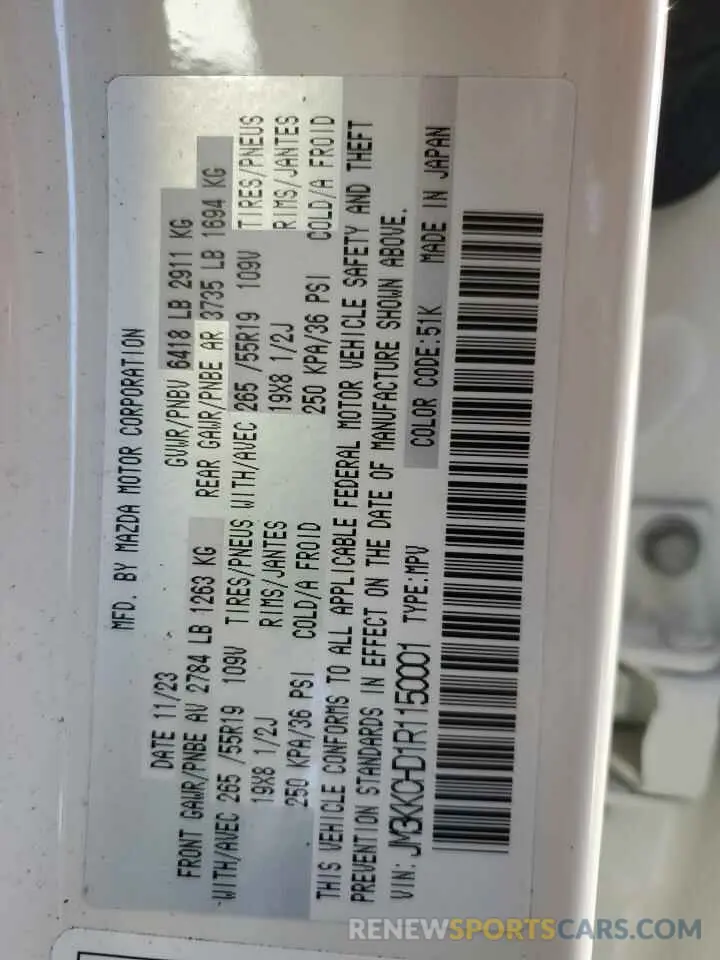 MFD. BY MAZDA MOTOR CORPORATION
DATE 11/23 GVWR/PNBV 6418 LB 2911 KG
FRONT GAWR/PNBE AV 2784 LB 1263 KG REAR GAWR/PNBE AR 3735 LB 1694 KG
WITH/AVEC 265 /55R19 109V TIRES/PNEUS WITH/AVEC 265 /55R19 109V TIRES/PNEUS
19X8 1/2J RIMS/JANTES 19X8 1/2J RIMS/JANTES
250 KPA/36 PSI COLD/A FROID 250 KPA/36 PSI COLD/A FROID
THIS VEHICLE CONFORMS TO ALL APPLICABLE FEDERAL MOTOR VEHICLE SAFETY AND THEFT
PREVENTION STANDARDS IN EFFECT ON THE DATE OF MANUFACTURE SHOWN ABOVE.
VIN: JM3KKCHD1R1150001 TYPE:MPV COLOR CODE:51K MADE IN JAPAN
RENEWSPORTSCARS.COM